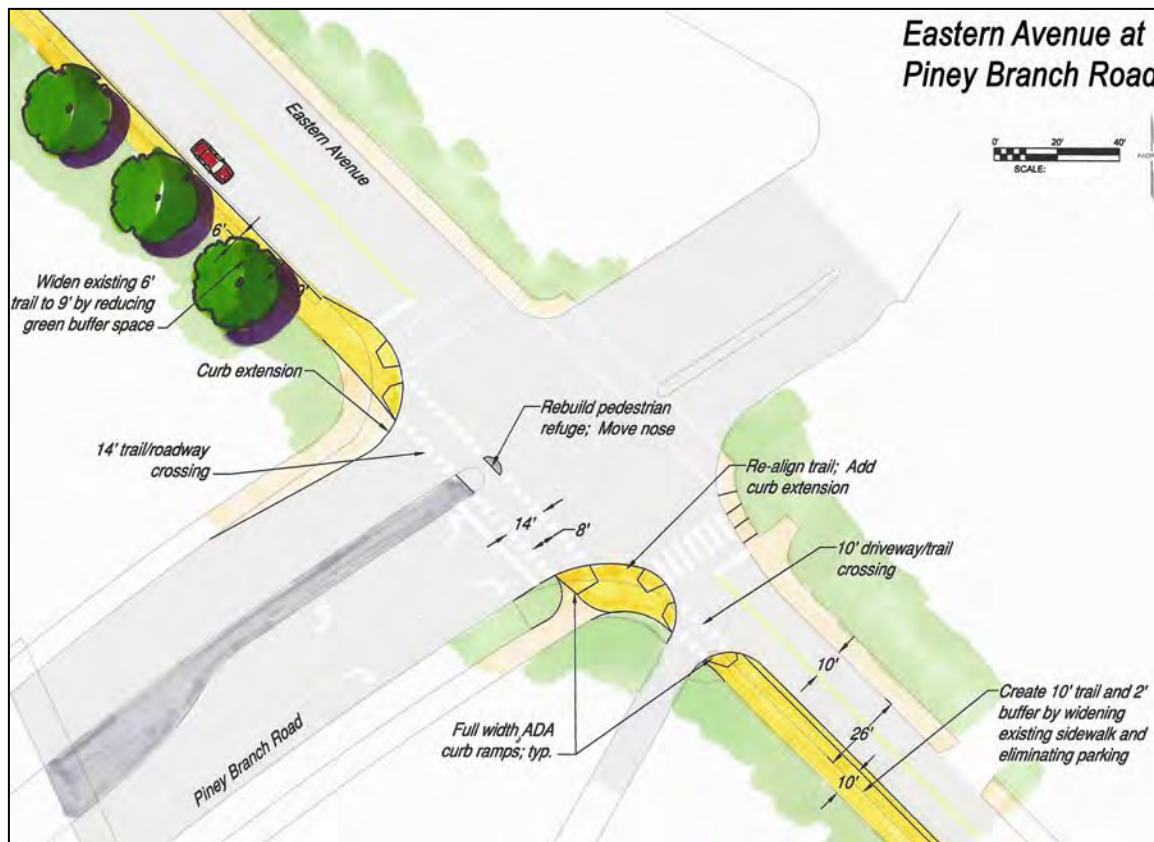 Eastern Avenue at
Piney Branch Road
0'
20'
40'
SCALE:
Eastern Avenue
6'
Widen existing 6'
trail to 9' by reducing
green buffer space
Curb extension
Rebuild pedestrian
refuge; Move nose
14' trail/roadway
crossing
Re-align trail; Add
curb extension
14'
8'
10' driveway/trail
crossing
10'
Create 10' trail and 2'
buffer by widening
existing sidewalk and
eliminating parking
26'
10'
Full width ADA
curb ramps; typ.
Piney Branch Road